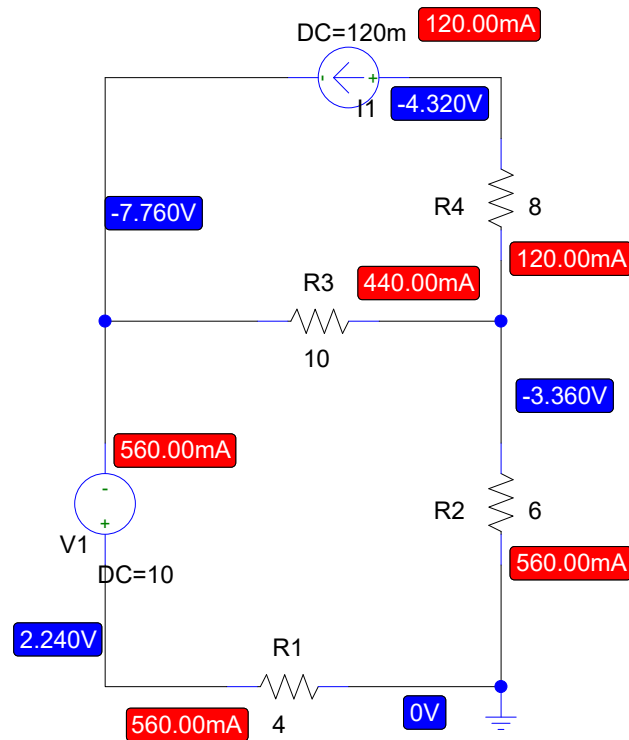 DC=120m
120.00mA
-
+
I1
-4.320V
R4
8
-7.760V
120.00mA
R3
440.00mA
10
-3.360V
560.00mA
-
+
R2
6
V1
DC=10
560.00mA
2.240V
R1
560.00mA
4
0V